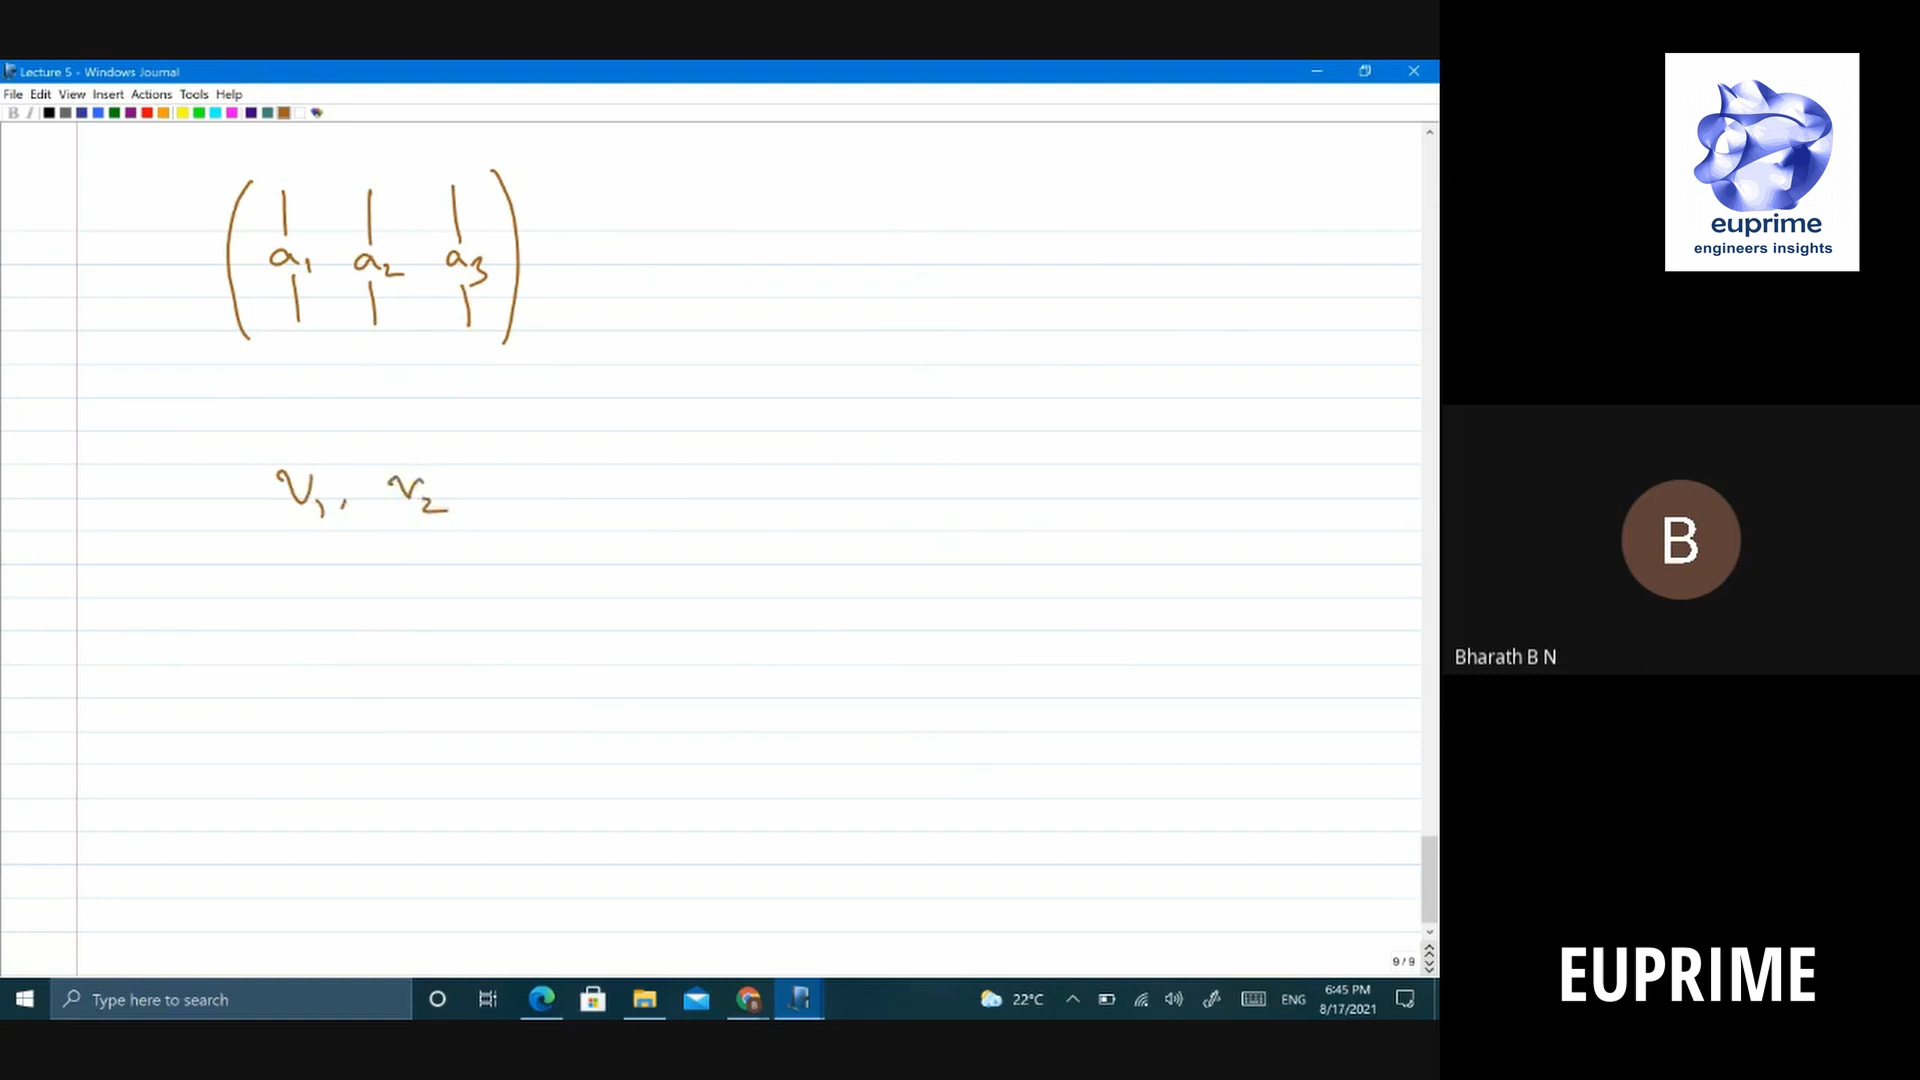 Lecture 5 - Windows Journal
File Edit View Insert Actions Tools Help
B I
a₁ a₂ a₃
v₁, v₂
9 / 9
Type here to search
22°C
ENG
6:45 PM
8/17/2021
euprime
engineers insights
B
Bharath B N
EUPRIME